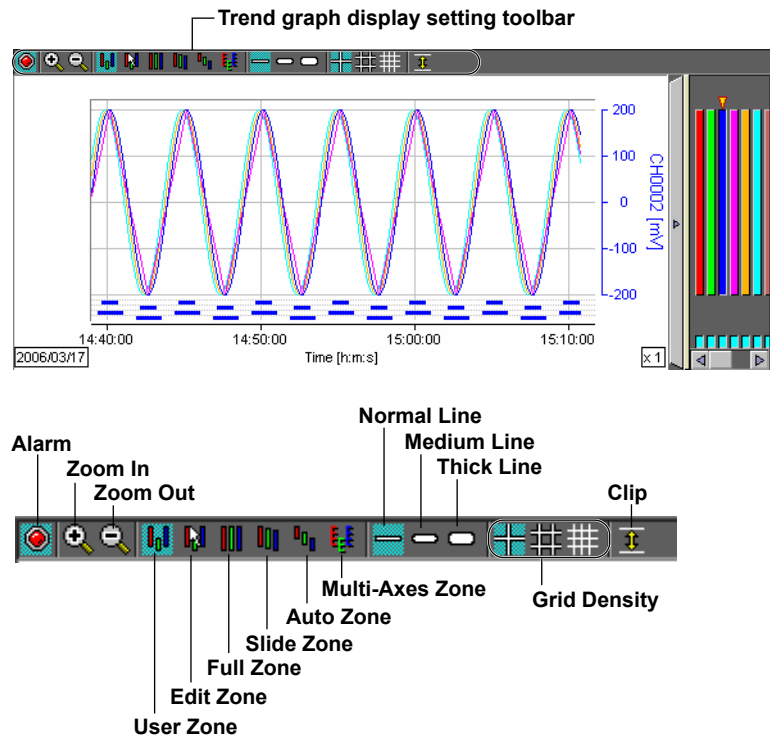 Trend graph display setting toolbar
200
100
0
-100
-200
CH0002 [mV]
14:40:00
14:50:00
15:00:00
15:10:00
2006/03/17
Time [h:m:s]
x 1
Normal Line
Medium Line
Thick Line
Alarm
Zoom In
Zoom Out
Clip
Multi-Axes Zone
Grid Density
Auto Zone
Slide Zone
Full Zone
Edit Zone
User Zone